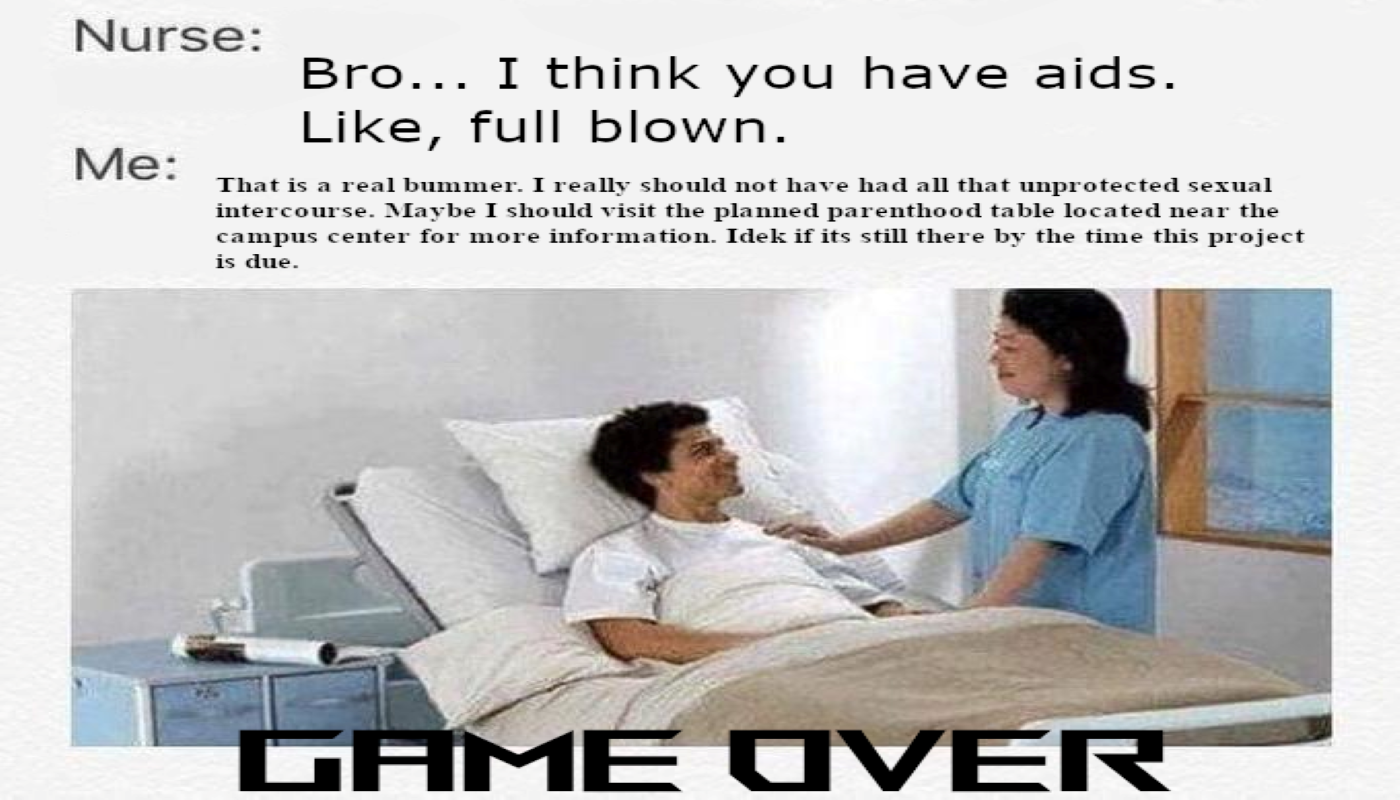 Nurse:
Bro... I think you have aids.
Like, full blown.
Me:
That is a real bummer. I really should not have had all that unprotected sexual
intercourse. Maybe I should visit the planned parenthood table located near the
campus center for more information. Idek if its still there by the time this project
is due.
GAME OVER